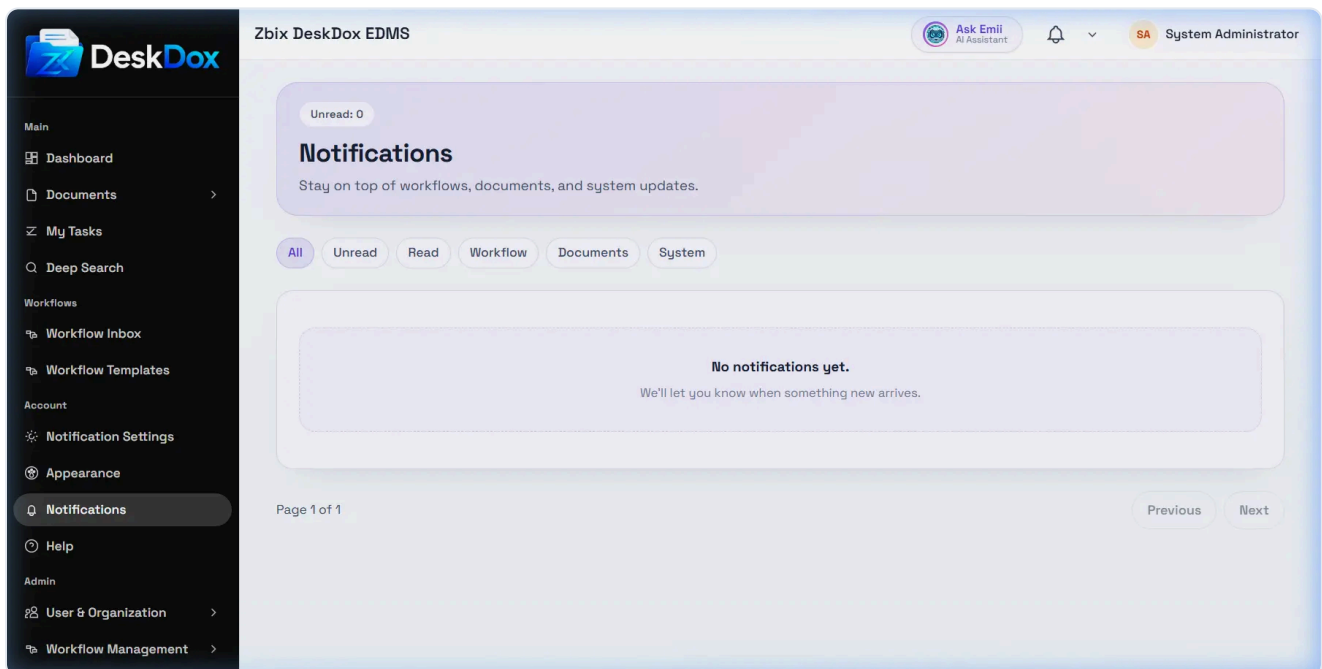 DeskDox
Main
Dashboard
Documents
My Tasks
Deep Search
Workflows
Workflow Inbox
Workflow Templates
Account
Notification Settings
Appearance
Notifications
Help
Admin
User & Organization
Workflow Management
Zbix DeskDox EDMS
Ask Emii
AI Assistant
SA System Administrator
Unread: 0
Notifications
Stay on top of workflows, documents, and system updates.
All Unread Read Workflow Documents System
No notifications yet.
We'll let you know when something new arrives.
Page 1 of 1 Previous Next